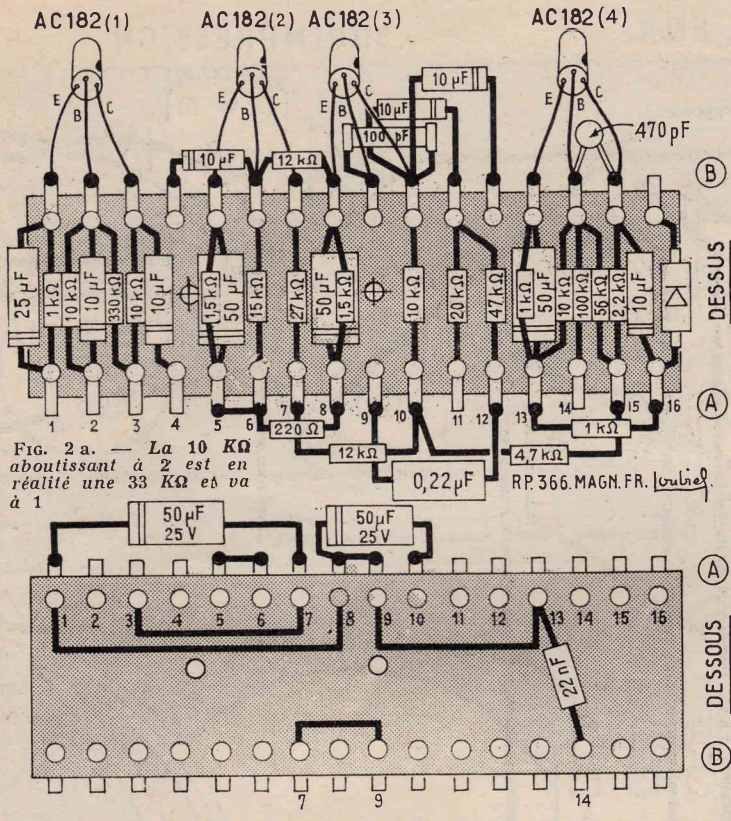 AC182(1) AC182(2) AC182(3) AC182(4)
10 µF
10µF
100 pF
470 pF
E B C E B C E B C E B C
10 µF 12 kΩ
B
25 µF 1 kΩ 10 kΩ 10 µF 330 kΩ 10 kΩ 10 µF 1,5 kΩ 50 µF 15 kΩ 27 kΩ 50 µF 1,5 kΩ 10 kΩ 20 kΩ 47 kΩ 1 kΩ 50 µF 10 kΩ 100 kΩ 56 kΩ 2,2 kΩ 10 µF
DESSUS
A
1 2 3 4 5 6 7 8 9 10 11 12 13 14 15 16
220 Ω 1 kΩ
12 kΩ 4,7 kΩ
0,22 µF
RP. 366. MAGN. FR.
FIG. 2 a. — La 10 KΩ
aboutissant à 2 est en
réalité une 33 KΩ et va
à 1
50 µF
25 V
50 µF
25 V
A
1 2 3 4 5 6 7 8 9 10 11 12 13 14 15 16
22 nF
DESSOUS
B
7 9 14